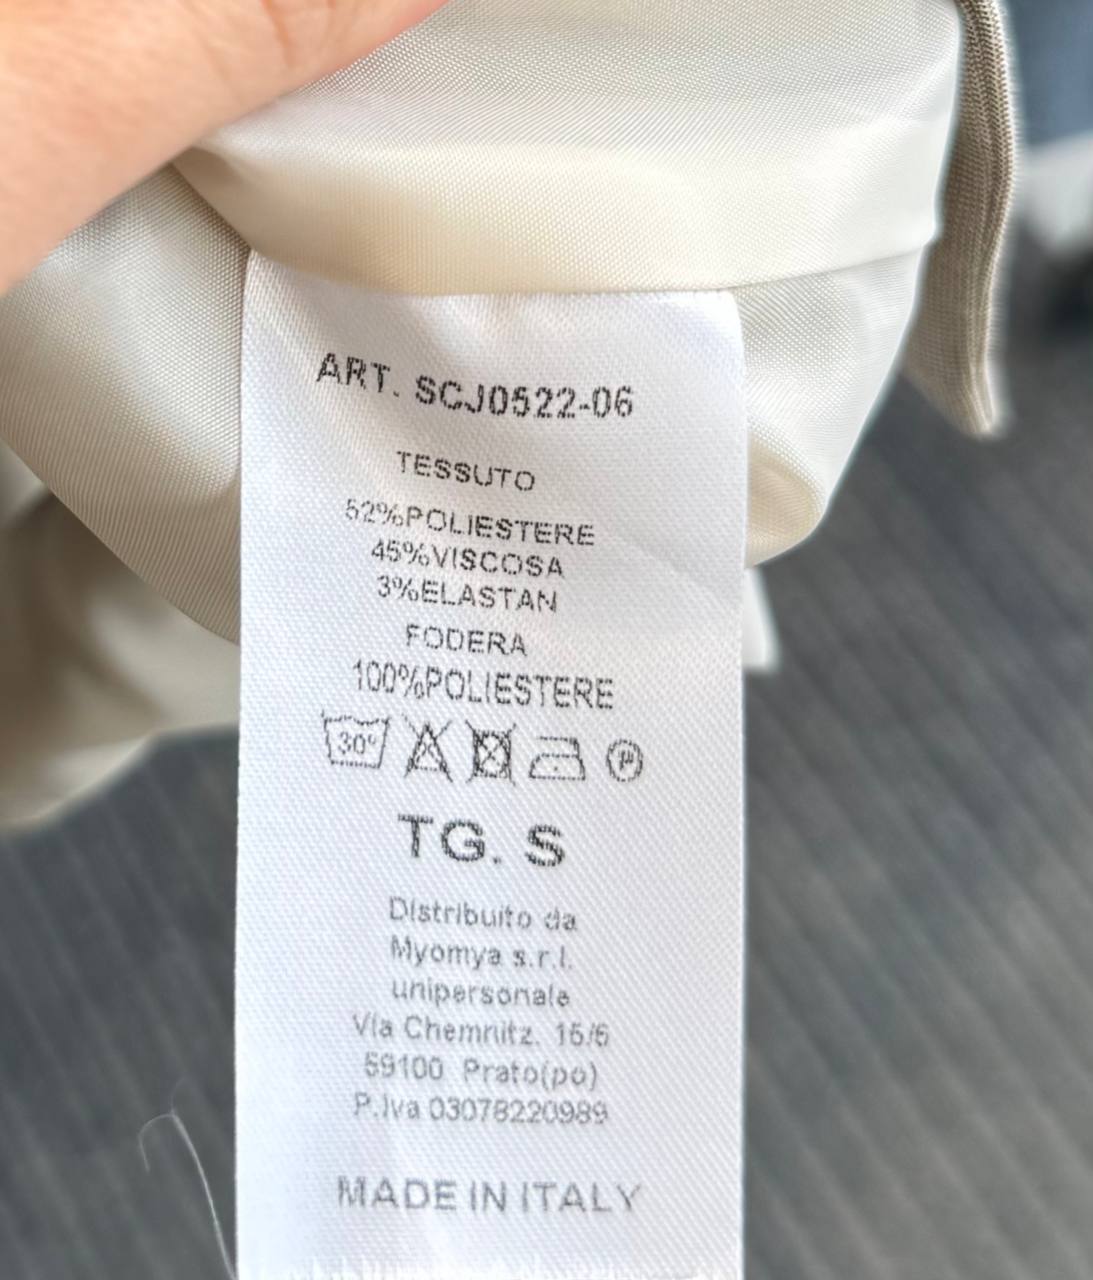 ART. SCJ0522-06
TESSUTO
52%POLIESTERE
45%VISCOSA
3%ELASTAN
FODERA
100%POLIESTERE
30° P
TG. S
Distribuito da
Myomya s.r.l.
unipersonale
Via Chemnitz. 15/5
59100 Prato(po)
P.Iva 03078220989
MADE IN ITALY